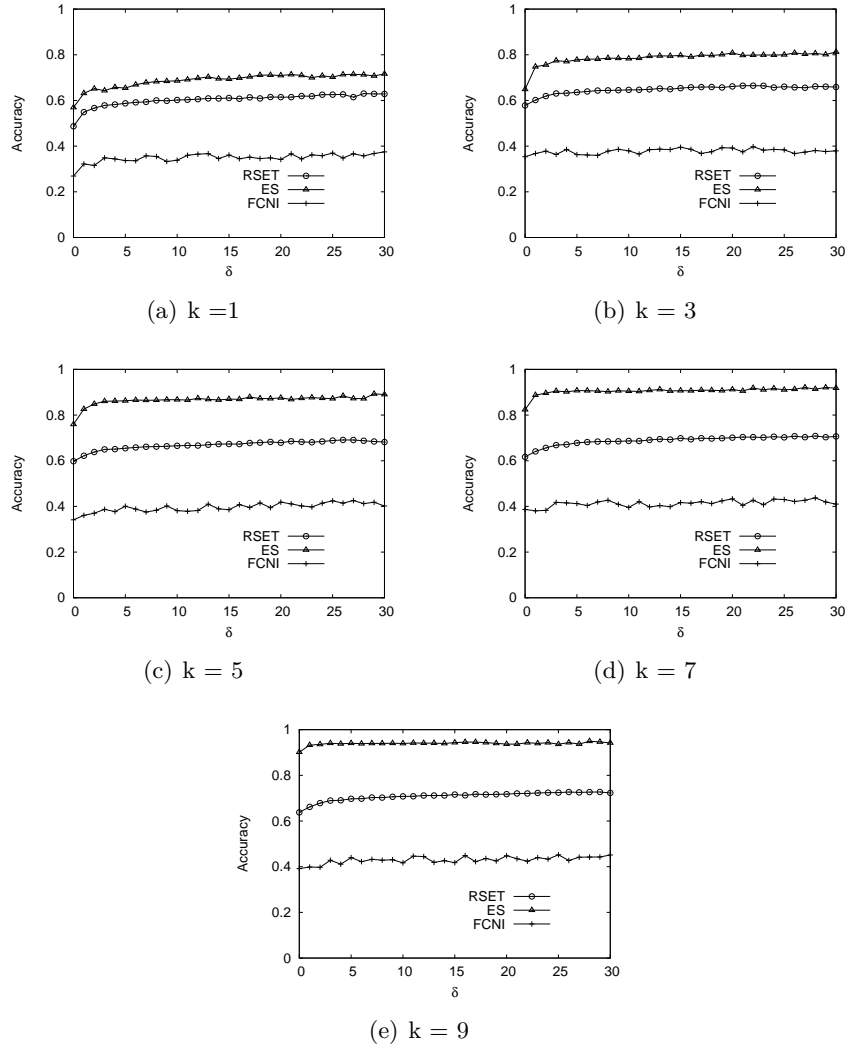 1
0.8
0.6
0.4
0.2
0
Accuracy
RSET
ES
FCNI
0 5 10 15 20 25 30
δ
(a) k =1
1
0.8
0.6
0.4
0.2
0
Accuracy
RSET
ES
FCNI
0 5 10 15 20 25 30
δ
(b) k = 3
1
0.8
0.6
0.4
0.2
0
Accuracy
RSET
ES
FCNI
0 5 10 15 20 25 30
δ
(c) k = 5
1
0.8
0.6
0.4
0.2
0
Accuracy
RSET
ES
FCNI
0 5 10 15 20 25 30
δ
(d) k = 7
1
0.8
0.6
0.4
0.2
0
Accuracy
RSET
ES
FCNI
0 5 10 15 20 25 30
δ
(e) k = 9